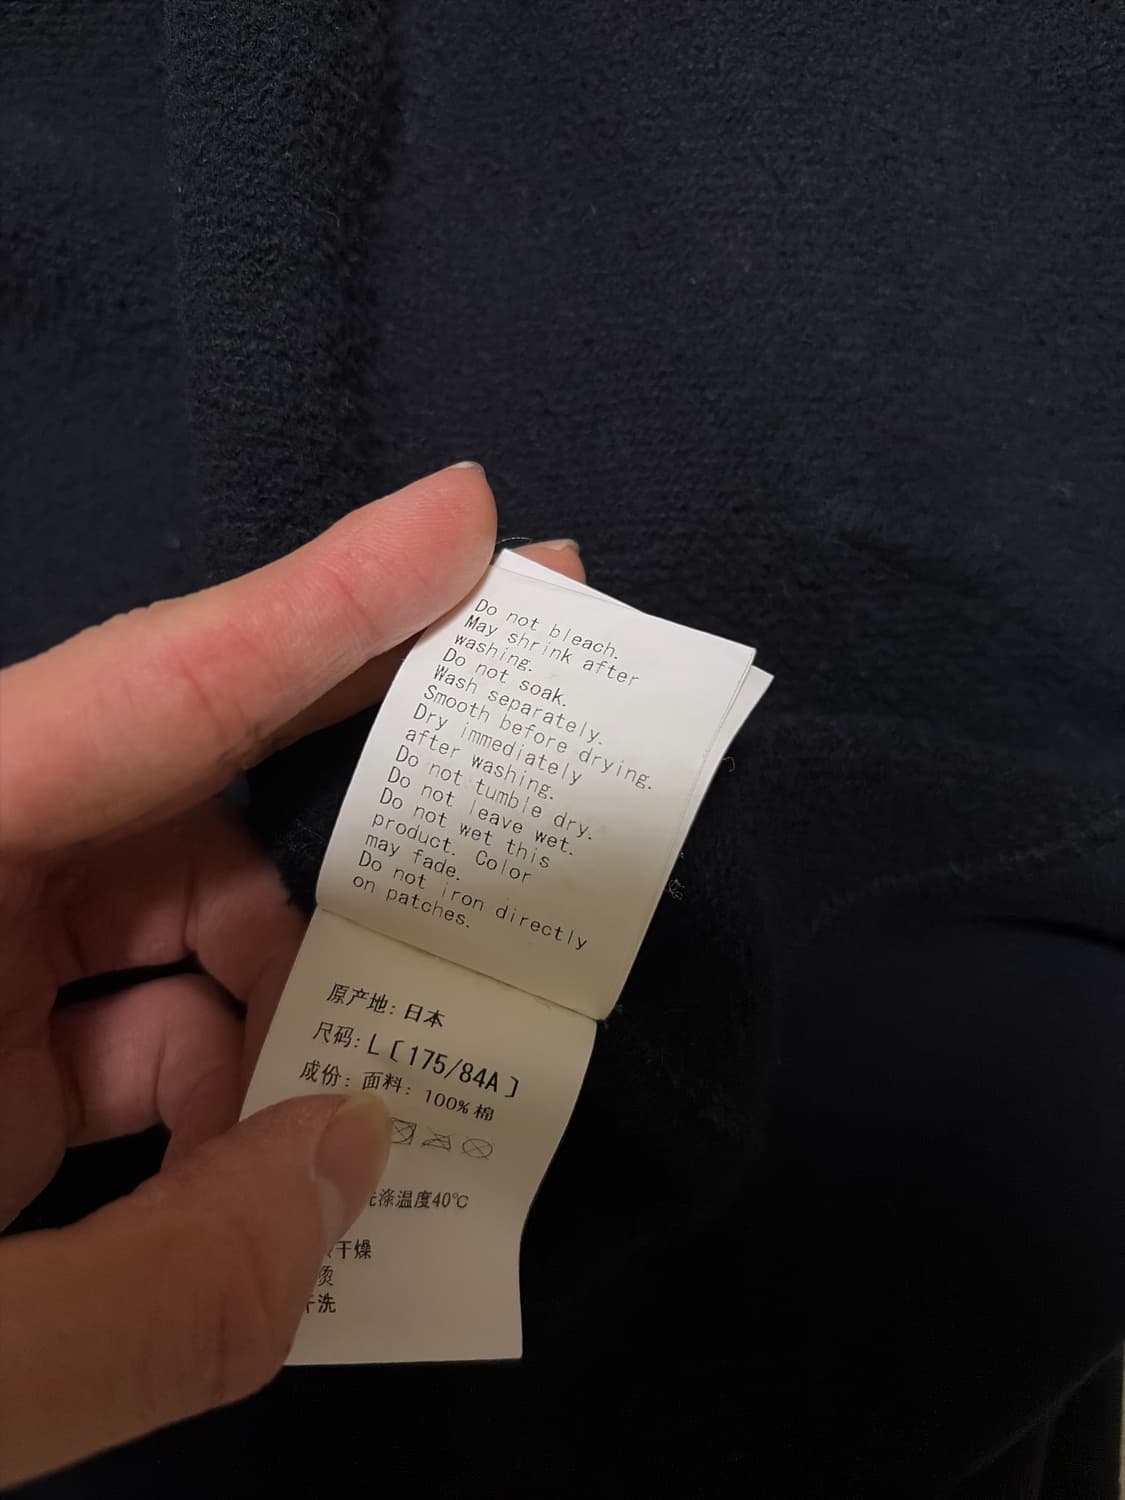 Do not bleach.
May shrink after
washing.
Do not soak.
Wash separately.
Smooth before drying.
Dry immediately
after washing.
Do not tumble dry.
Do not leave wet.
Do not wet this
product. Color
may fade.
Do not iron directly
on patches.
原产地: 日本
尺码: L [175/84A]
成份: 面料: 100% 棉
涤温度40℃
干燥
烫
洗